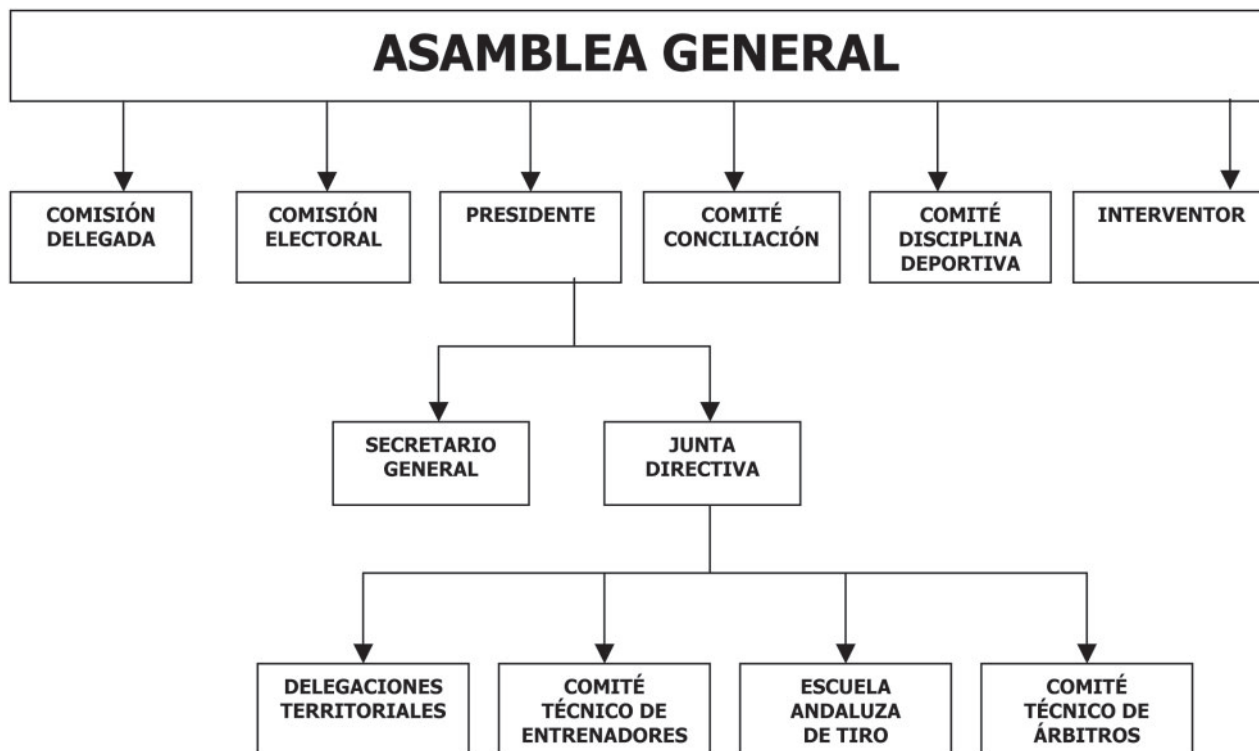 ASAMBLEA GENERAL
COMISIÓN
DELEGADA
COMISIÓN
ELECTORAL
PRESIDENTE
COMITÉ
CONCILIACIÓN
COMITÉ
DISCIPLINA
DEPORTIVA
INTERVENTOR
SECRETARIO
GENERAL
JUNTA
DIRECTIVA
DELEGACIONES
TERRITORIALES
COMITÉ
TÉCNICO DE
ENTRENADORES
ESCUELA
ANDALUZA
DE TIRO
COMITÉ
TÉCNICO DE
ÁRBITROS